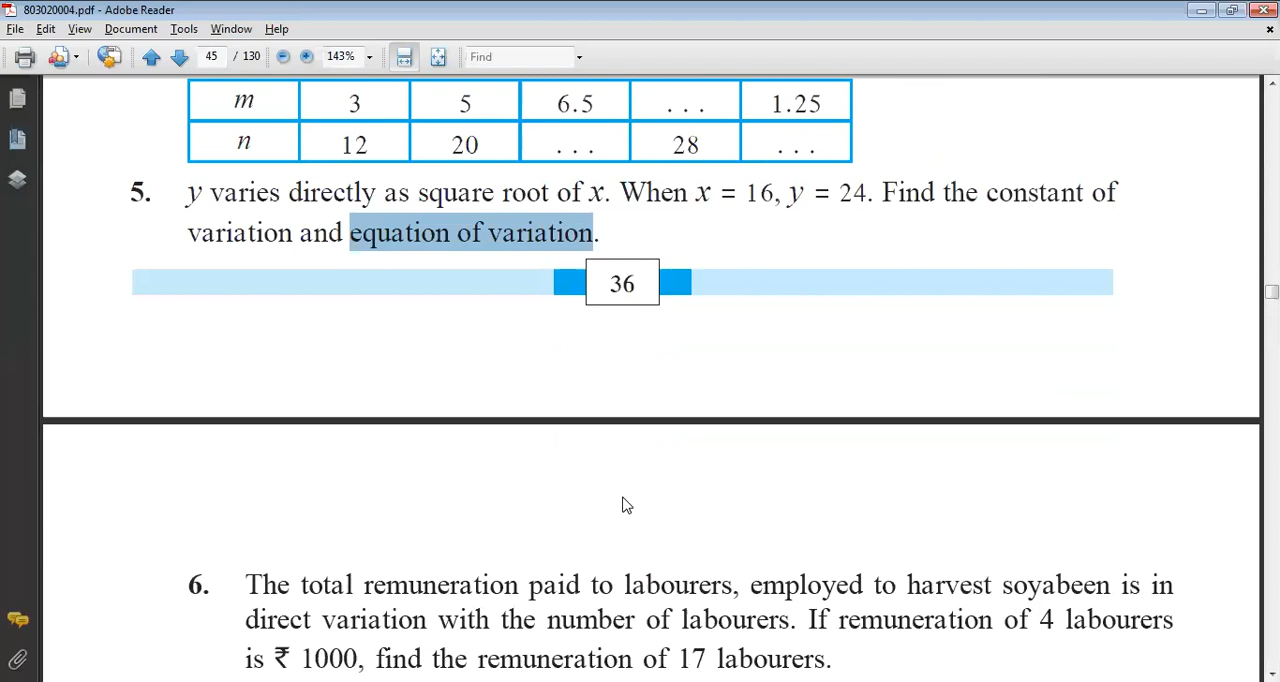 803020004.pdf - Adobe Reader
File Edit View Document Tools Window Help
45 / 130 143% Find
m 3 5 6.5 . . . 1.25
n 12 20 . . . 28 . . .
5. y varies directly as square root of x. When x = 16, y = 24. Find the constant of
variation and equation of variation.
36
6. The total remuneration paid to labourers, employed to harvest soyabeen is in
direct variation with the number of labourers. If remuneration of 4 labourers
is ₹ 1000, find the remuneration of 17 labourers.